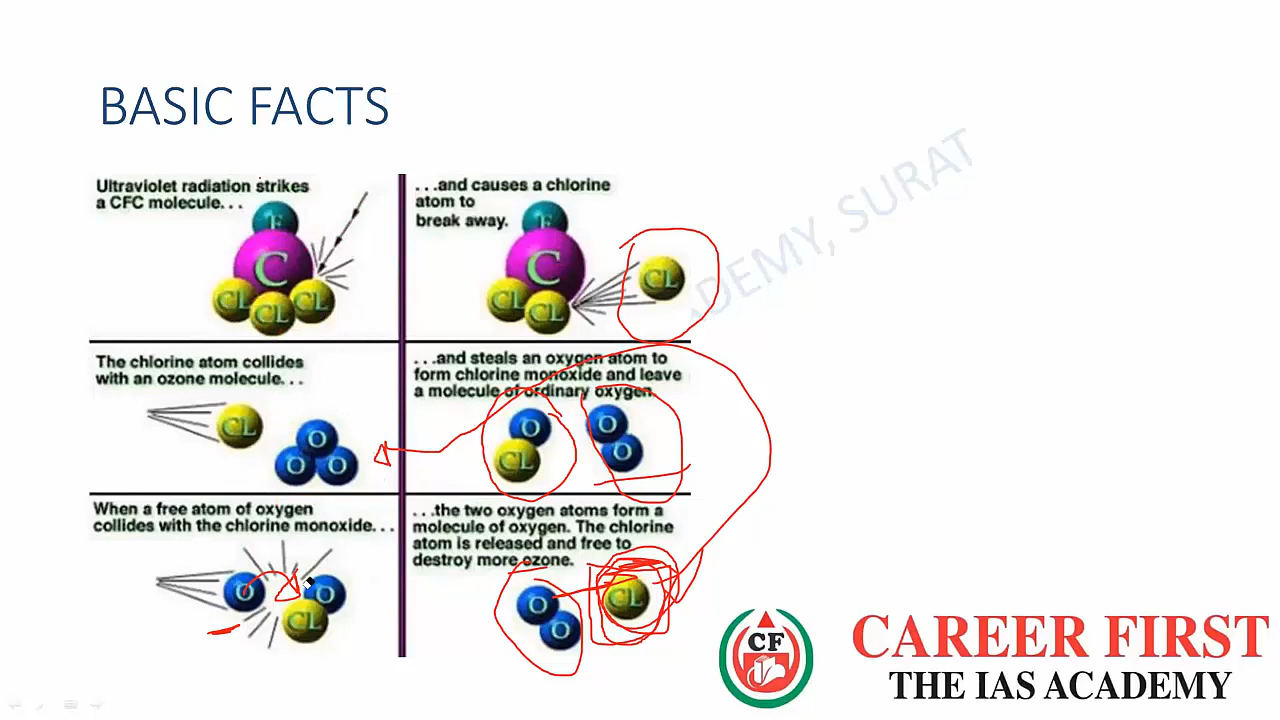 BASIC FACTS
Ultraviolet radiation strikes
a CFC molecule. . .
F
C
CL
CL
CL
. . .and causes a chlorine
atom to
break away.
F
C
CL
CL
CL
The chlorine atom collides
with an ozone molecule. . .
CL
O
O
O
. . .and steals an oxygen atom to
form chlorine monoxide and leave
a molecule of ordinary oxygen.
O
CL
O
O
When a free atom of oxygen
collides with the chlorine monoxide. . .
O
O
CL
. . .the two oxygen atoms form a
molecule of oxygen. The chlorine
atom is released and free to
destroy more ozone.
O
O
CL
DEMY, SURAT
CF
CAREER FIRST
THE IAS ACADEMY